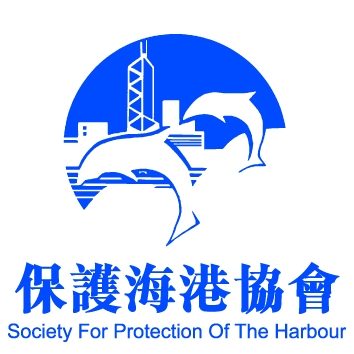 保護海港協會
Society For Protection Of The Harbour